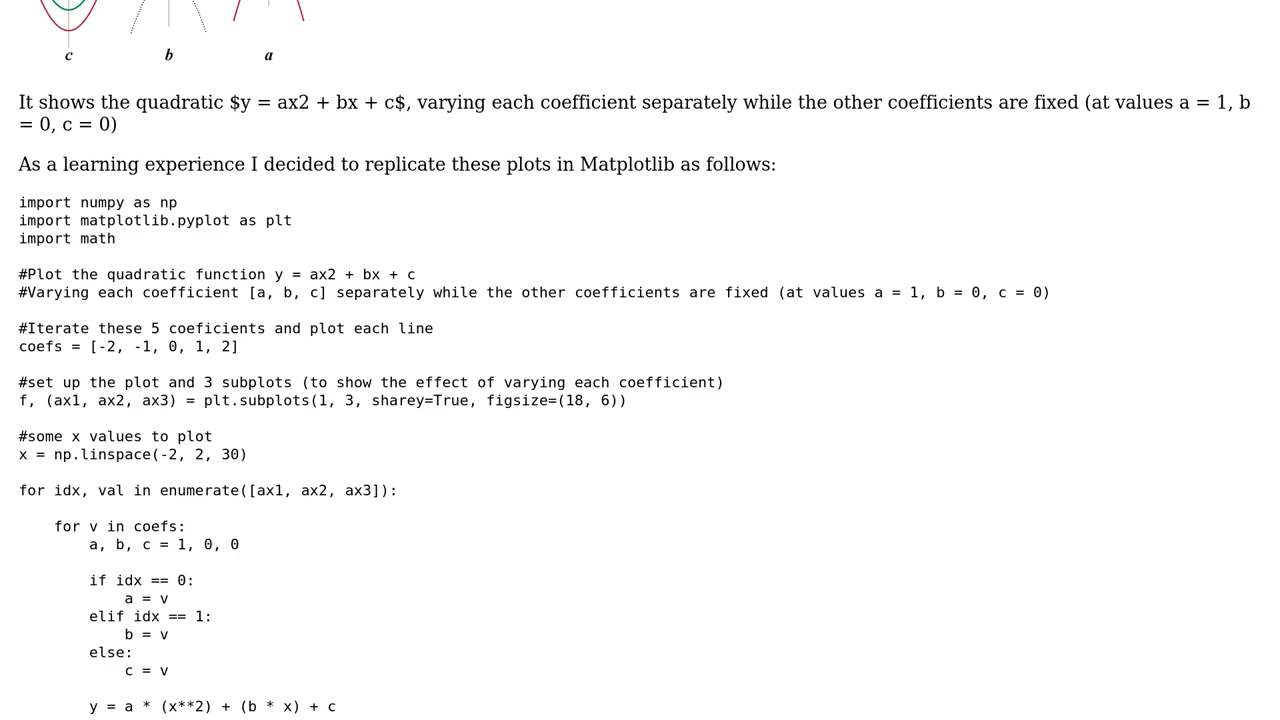 c b a
It shows the quadratic $y = ax2 + bx + c$, varying each coefficient separately while the other coefficients are fixed (at values a = 1, b
= 0, c = 0)
As a learning experience I decided to replicate these plots in Matplotlib as follows:
import numpy as np
import matplotlib.pyplot as plt
import math
#Plot the quadratic function y = ax2 + bx + c
#Varying each coefficient [a, b, c] separately while the other coefficients are fixed (at values a = 1, b = 0, c = 0)
#Iterate these 5 coeficients and plot each line
coefs = [-2, -1, 0, 1, 2]
#set up the plot and 3 subplots (to show the effect of varying each coefficient)
f, (ax1, ax2, ax3) = plt.subplots(1, 3, sharey=True, figsize=(18, 6))
#some x values to plot
x = np.linspace(-2, 2, 30)
for idx, val in enumerate([ax1, ax2, ax3]):
    for v in coefs:
        a, b, c = 1, 0, 0
        if idx == 0:
            a = v
        elif idx == 1:
            b = v
        else:
            c = v
        y = a * (x**2) + (b * x) + c